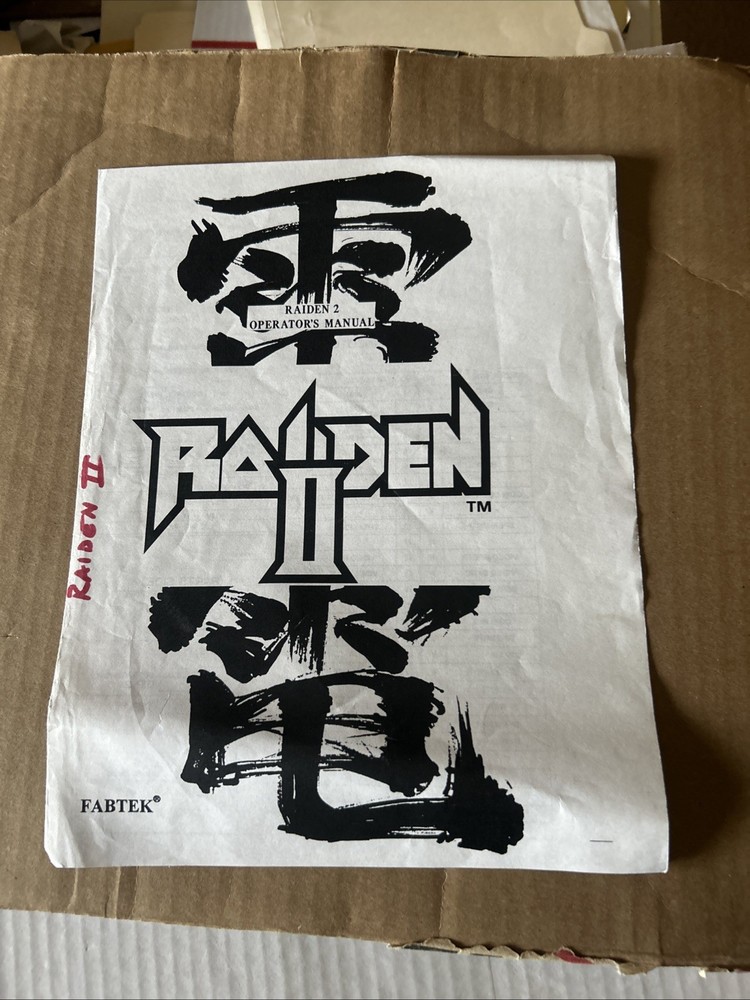 雷
RAIDEN 2
OPERATOR'S MANUAL
RAIDEN
II
TM
RAIDEN II
電
FABTEK®